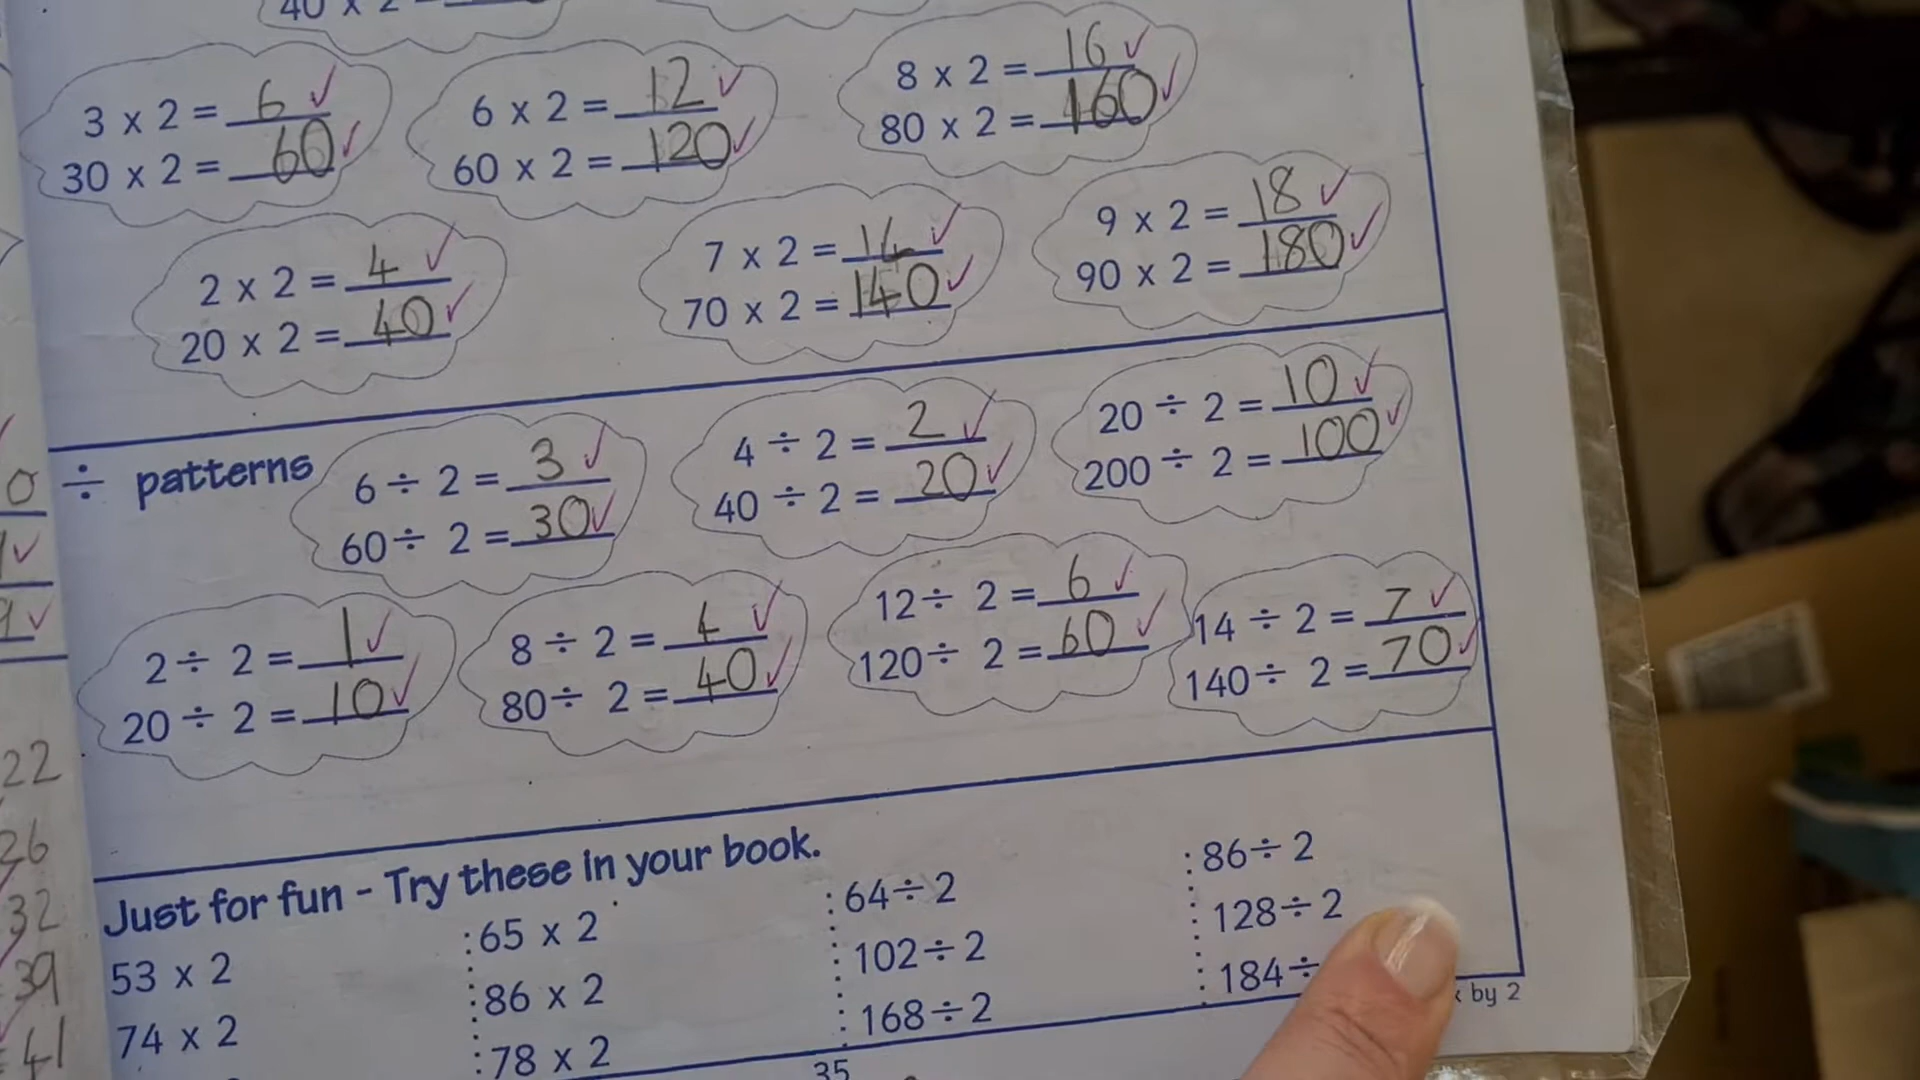 40 x 2
3 x 2 = 6 ✓
30 x 2 = 60 ✓
6 x 2 = 12 ✓
60 x 2 = 120 ✓
8 x 2 = 16 ✓
80 x 2 = 160 ✓
2 x 2 = 4 ✓
20 x 2 = 40 ✓
7 x 2 = 14 ✓
70 x 2 = 140 ✓
9 x 2 = 18 ✓
90 x 2 = 180 ✓
÷ patterns
6 ÷ 2 = 3 ✓
60 ÷ 2 = 30 ✓
4 ÷ 2 = 2 ✓
40 ÷ 2 = 20 ✓
20 ÷ 2 = 10 ✓
200 ÷ 2 = 100 ✓
2 ÷ 2 = 1 ✓
20 ÷ 2 = 10 ✓
8 ÷ 2 = 4 ✓
80 ÷ 2 = 40 ✓
12 ÷ 2 = 6 ✓
120 ÷ 2 = 60 ✓
14 ÷ 2 = 7 ✓
140 ÷ 2 = 70 ✓
Just for fun - Try these in your book.
53 x 2
74 x 2
65 x 2
86 x 2
78 x 2
64 ÷ 2
102 ÷ 2
168 ÷ 2
86 ÷ 2
128 ÷ 2
184 ÷
by 2
35
22
26
32
39
41